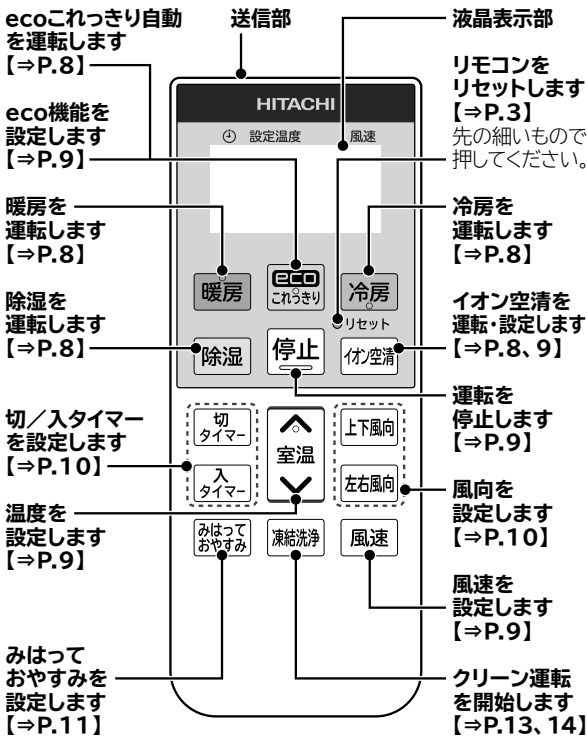 ecoこれっきり自動
を運転します
【⇒P.8】
eco機能を
設定します
【⇒P.9】
暖房を
運転します
【⇒P.8】
除湿を
運転します
【⇒P.8】
切／入タイマー
を設定します
【⇒P.10】
温度を
設定します
【⇒P.9】
みはって
おやすみを
設定します
【⇒P.11】
送信部
HITACHI
設定温度 風速
暖房
eco
これっきり
冷房
リセット
除湿
停止
イオン空清
切
タイマー
室温
上下風向
入
タイマー
左右風向
みはって
おやすみ
凍結洗浄
風速
液晶表示部
リモコンを
リセットします
【⇒P.3】
先の細いもので
押してください。
冷房を
運転します
【⇒P.8】
イオン空清を
運転・設定します
【⇒P.8、9】
運転を
停止します
【⇒P.9】
風向を
設定します
【⇒P.10】
風速を
設定します
【⇒P.9】
クリーン運転
を開始します
【⇒P.13、14】